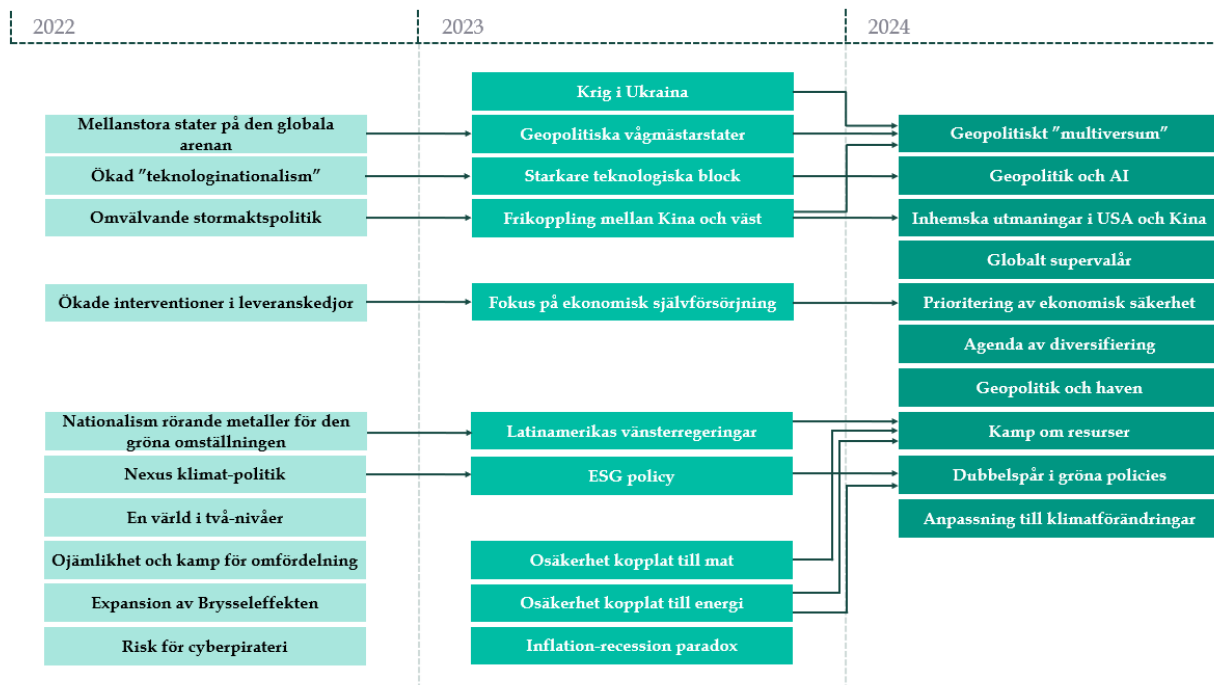 2022
2023
2024
Mellanstora stater på den globala
arenan
Ökad ”teknologinationalism”
Omvälvande stormaktspolitik
Ökade interventioner i leveranskedjor
Nationalism rörande metaller för den
gröna omställningen
Nexus klimat-politik
En värld i två-nivåer
Ojämlikhet och kamp för omfördelning
Expansion av Brysseleffekten
Risk för cyberpirateri
Krig i Ukraina
Geopolitiska vågmästarstater
Starkare teknologiska block
Frikoppling mellan Kina och väst
Fokus på ekonomisk självförsörjning
Latinamerikas vänsterregeringar
ESG policy
Osäkerhet kopplat till mat
Osäkerhet kopplat till energi
Inflation-recession paradox
Geopolitiskt ”multiversum”
Geopolitik och AI
Inhemska utmaningar i USA och Kina
Globalt supervalår
Prioritering av ekonomisk säkerhet
Agenda av diversifiering
Geopolitik och haven
Kamp om resurser
Dubbelspår i gröna policies
Anpassning till klimatförändringar